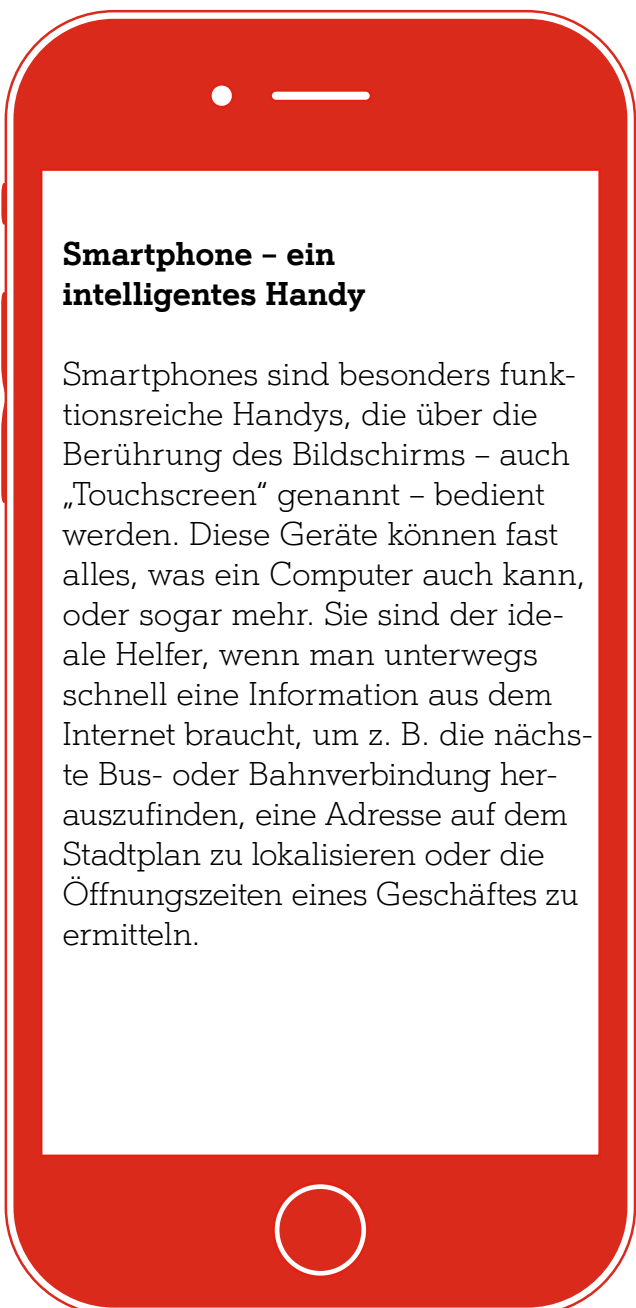 Smartphone – ein
intelligentes Handy
Smartphones sind besonders funk-
tionsreiche Handys, die über die
Berührung des Bildschirms – auch
„Touchscreen“ genannt – bedient
werden. Diese Geräte können fast
alles, was ein Computer auch kann,
oder sogar mehr. Sie sind der ide-
ale Helfer, wenn man unterwegs
schnell eine Information aus dem
Internet braucht, um z. B. die nächs-
te Bus- oder Bahnverbindung her-
auszufinden, eine Adresse auf dem
Stadtplan zu lokalisieren oder die
Öffnungszeiten eines Geschäftes zu
ermitteln.